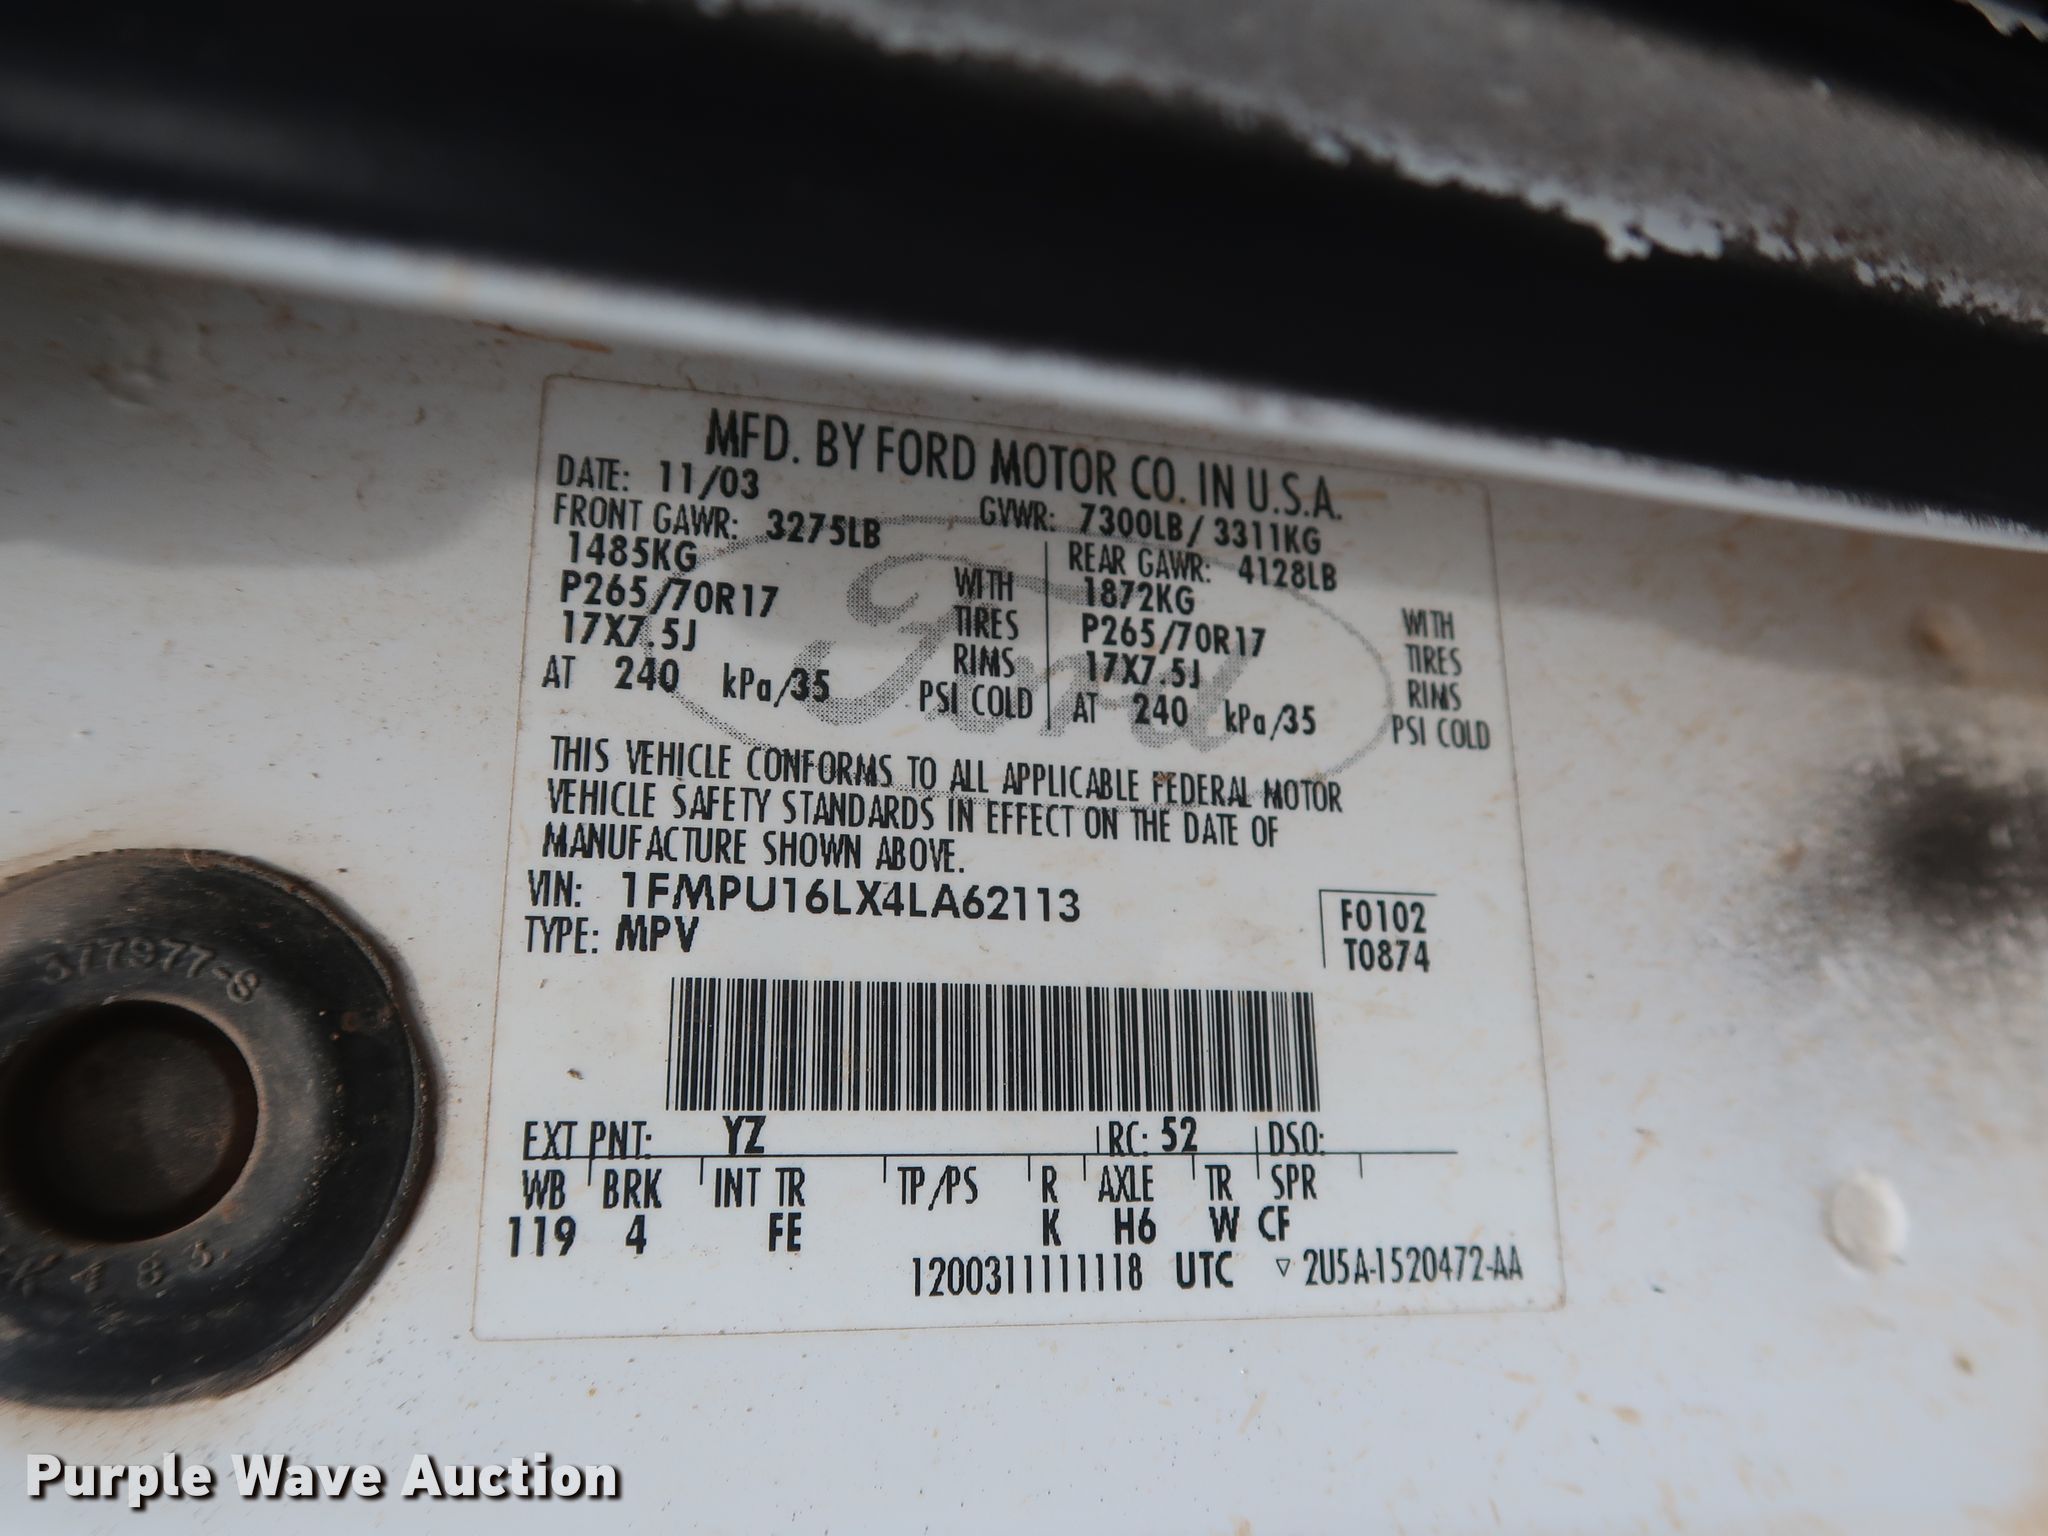 MFD. BY FORD MOTOR CO. IN U.S.A.
DATE: 11/03 GVWR: 7300LB / 3311KG
FRONT GAWR: 3275LB REAR GAWR: 4128LB
1485KG WITH 1872KG WITH
P265/70R17 TIRES P265/70R17 TIRES
17X7.5J RIMS 17X7.5J RIMS
AT 240 kPa/35 PSI COLD AT 240 kPa/35 PSI COLD
Ford
THIS VEHICLE CONFORMS TO ALL APPLICABLE FEDERAL MOTOR
VEHICLE SAFETY STANDARDS IN EFFECT ON THE DATE OF
MANUFACTURE SHOWN ABOVE.
VIN: 1FMPU16LX4LA62113 F0102
TYPE: MPV T0874
EXT PNT: YZ RC: 52 DSO:
WB BRK INT TR TP/PS R AXLE TR SPR
119 4 FE K H6 W CF
1200311111118 UTC ▽ 2U5A-1520472-AA
377977-S
Purple Wave Auction